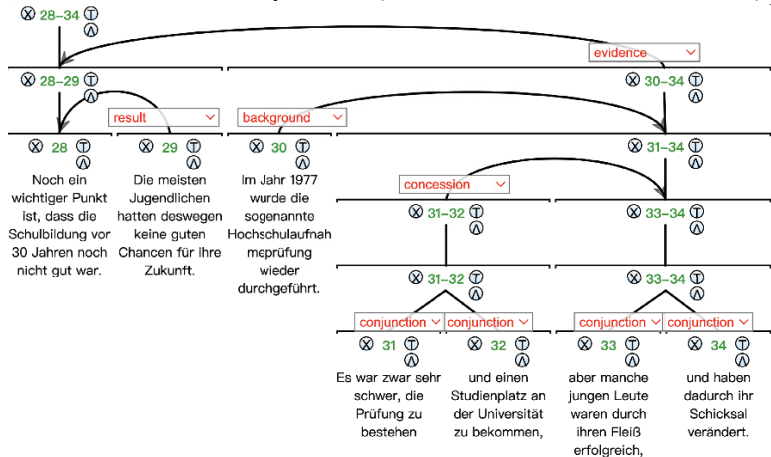 28-34
evidence
28-29
30-34
result
background
28
29
30
31-34
Noch ein
wichtiger Punkt
ist, dass die
Schulbildung vor
30 Jahren noch
nicht gut war.
Die meisten
Jugendlichen
hatten deswegen
keine guten
Chancen für ihre
Zukunft.
Im Jahr 1977
wurde die
sogenannte
Hochschulaufnah
meprüfung
wieder
durchgeführt.
concession
31-32
33-34
31-32
33-34
conjunction
conjunction
conjunction
conjunction
31
32
33
34
Es war zwar sehr
schwer, die
Prüfung zu
bestehen
und einen
Studienplatz an
der Universität
zu bekommen,
aber manche
jungen Leute
waren durch
ihren Fleiß
erfolgreich,
und haben
dadurch ihr
Schicksal
verändert.